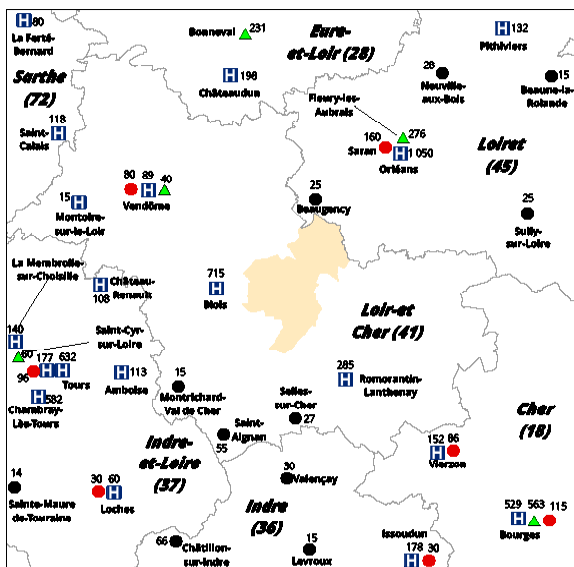 80
La Ferté-
Bernard
Sarthe
(72)
118
Saint-
Calais
Bonneval
231
Eure-
et-Loir (28)
198
Châteaudun
132
Pithiviers
28
Neuville-
aux-Bois
15
Beaune-la-
Rolande
Fleury-les-
Aubrais
160
276
Saran
1 050
Orléans
Loiret
(45)
80
89
40
Vendôme
15
Montoire-
sur-le-Loir
25
Beaugency
25
Sully-
sur-Loire
La Membrolle-
sur-Choisille
Château-
Renault
108
715
Blois
Loir-et
Cher (41)
140
60
Saint-Cyr-
sur-Loire
177
632
96
Tours
113
Amboise
582
Chambray-
Lès-Tours
15
Montrichard-
Val de Cher
285
Romorantin-
Lanthenay
Selles-
sur-Cher
27
Saint-
Aignan
55
Cher
(18)
152
86
Vierzon
Indre-
et-Loire
(37)
14
Sainte-Maure
de-Touraine
30
60
Loches
30
Valençay
Indre
(36)
529
563
115
Bourges
66
Châtillon-
sur-Indre
15
Levroux
Issoudun
178
30